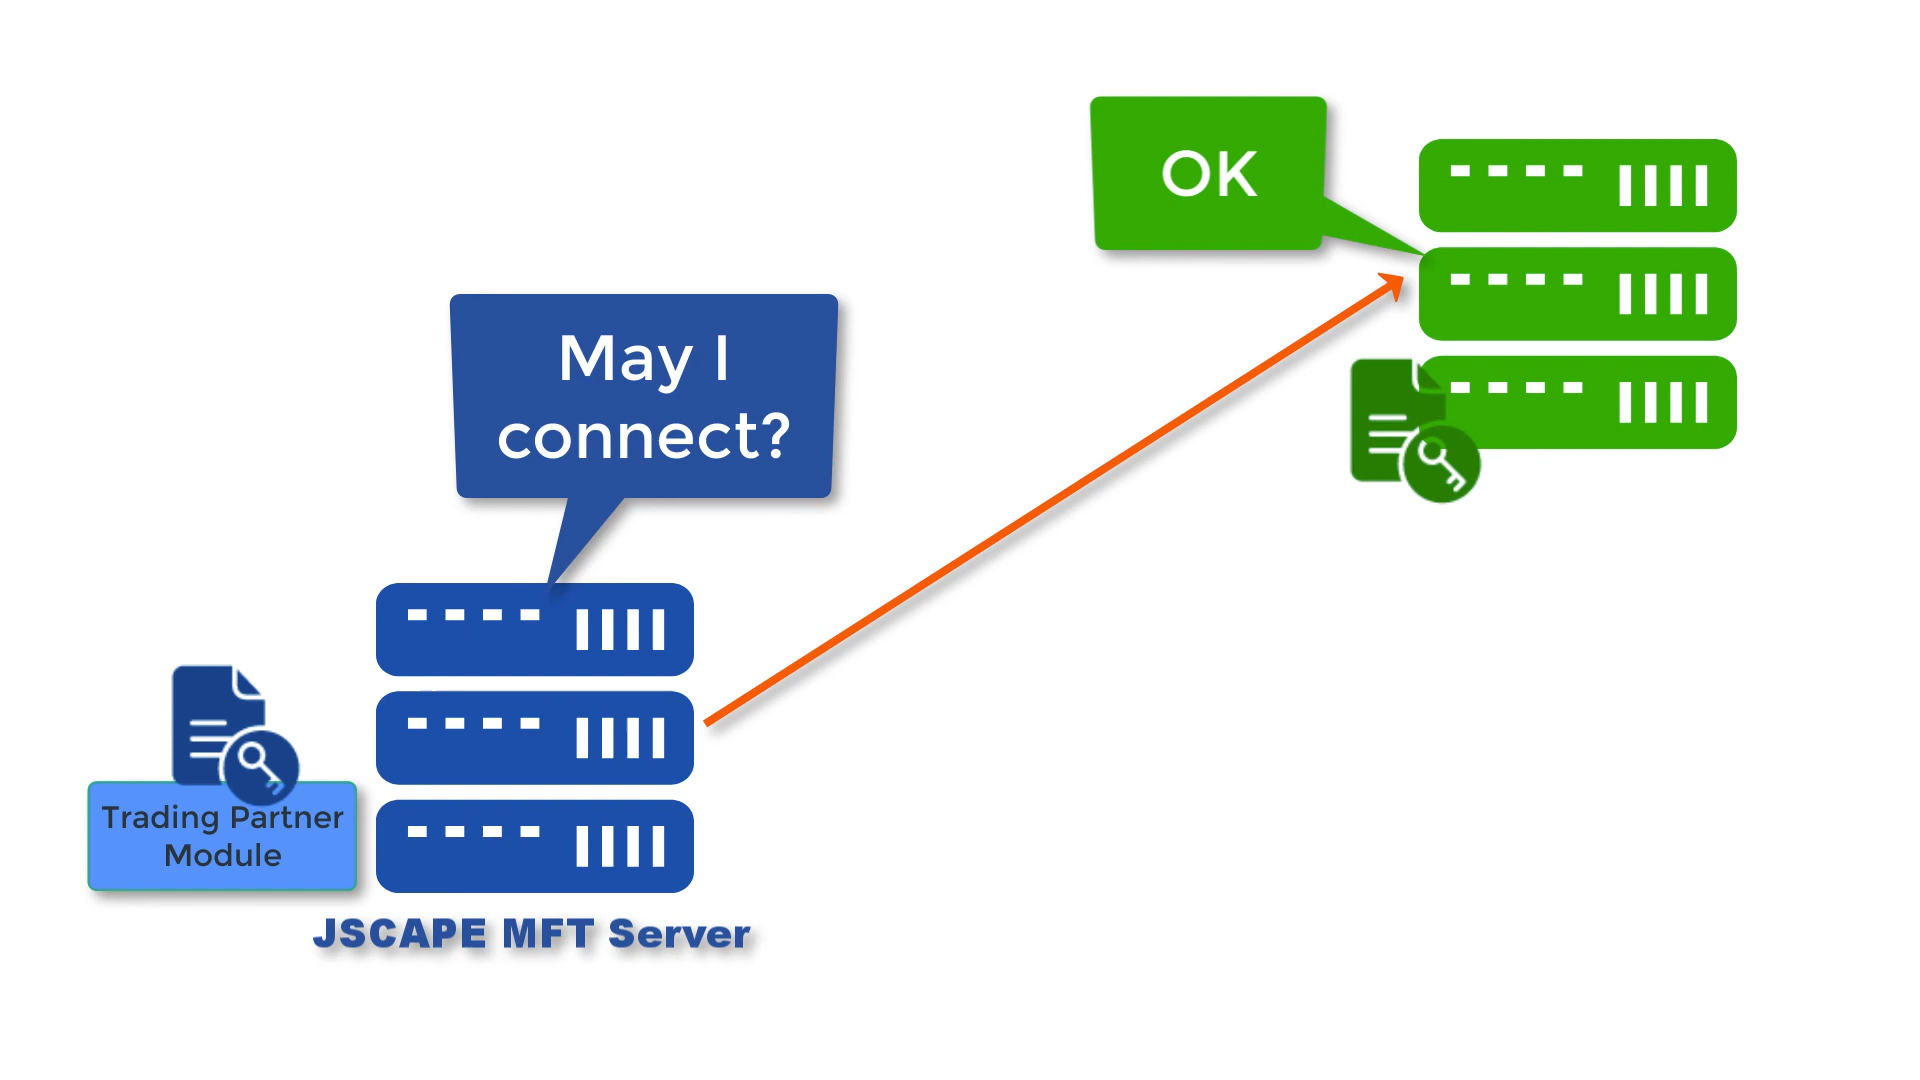 OK
May I
connect?
Trading Partner
Module
JSCAPE MFT Server